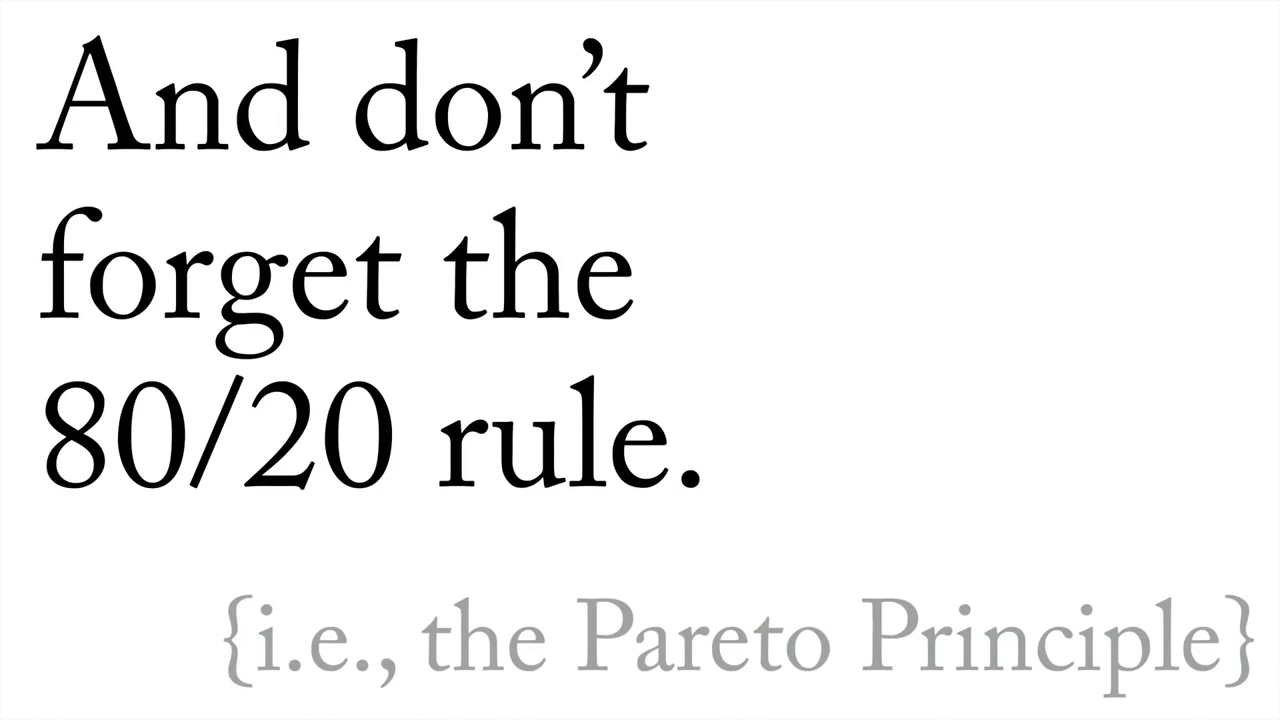 And don’t
forget the
80/20 rule.
{i.e., the Pareto Principle}